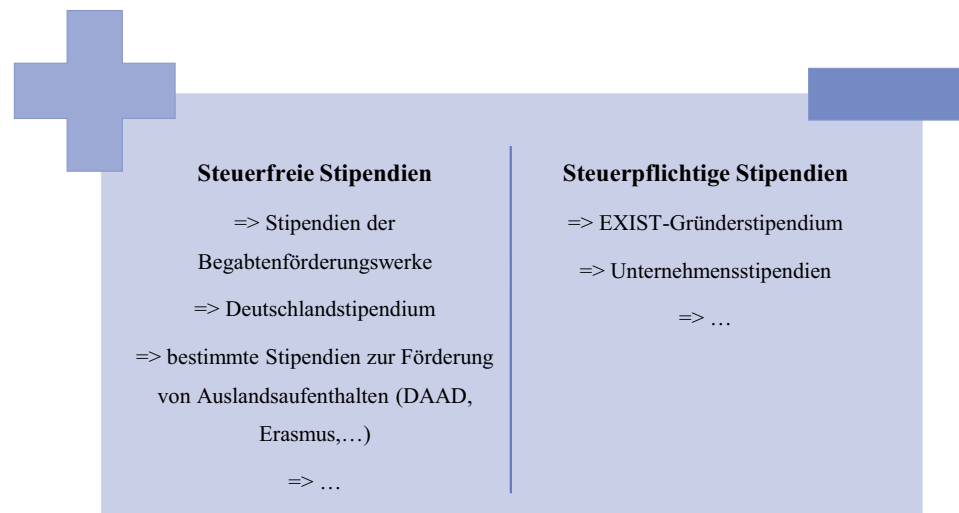 Steuerfreie Stipendien
=> Stipendien der
Begabtenförderungswerke
=> Deutschlandstipendium
=> bestimmte Stipendien zur Förderung
von Auslandsaufenthalten (DAAD,
Erasmus,…)
=> …
Steuerpflichtige Stipendien
=> EXIST-Gründerstipendium
=> Unternehmensstipendien
=> …